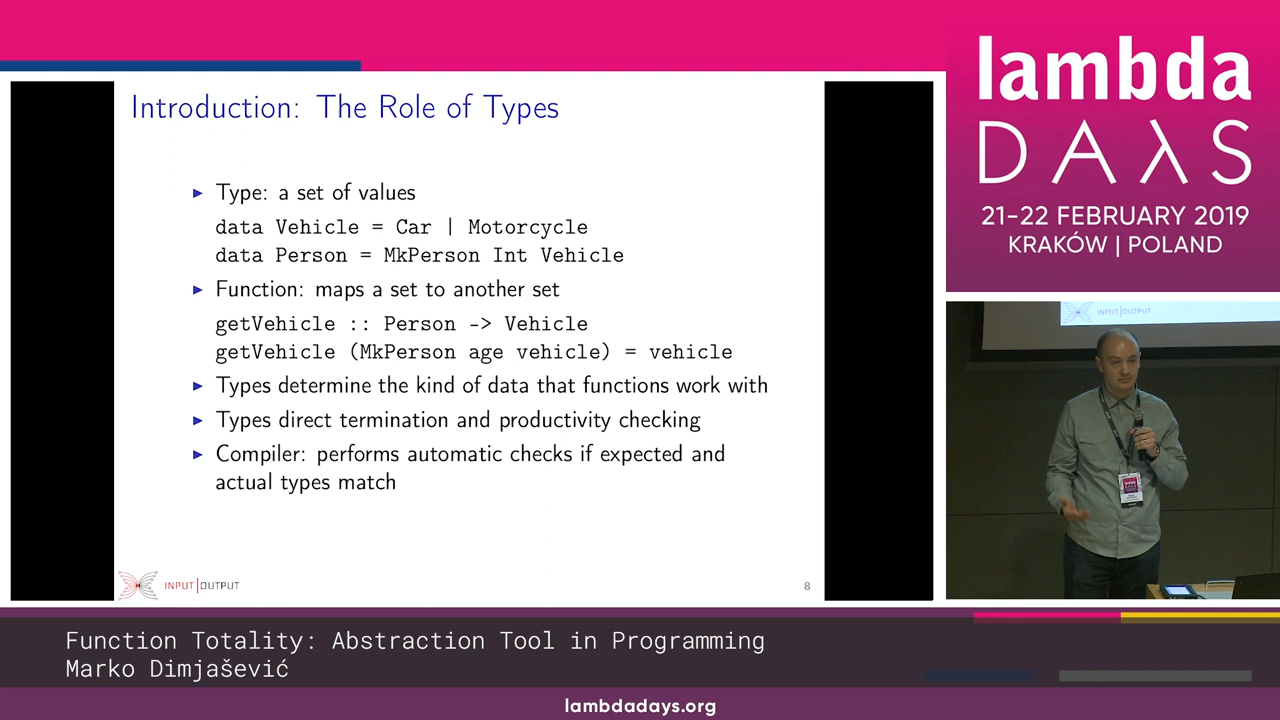 Introduction: The Role of Types
▶ Type: a set of values
data Vehicle = Car | Motorcycle
data Person = MkPerson Int Vehicle
▶ Function: maps a set to another set
getVehicle :: Person -> Vehicle
getVehicle (MkPerson age vehicle) = vehicle
▶ Types determine the kind of data that functions work with
▶ Types direct termination and productivity checking
▶ Compiler: performs automatic checks if expected and
actual types match
INPUT|OUTPUT
8
lambda
DAλS
21-22 FEBRUARY 2019
KRAKÓW | POLAND
INPUT|OUTPUT
lambda
Function Totality: Abstraction Tool in Programming
Marko Dimjašević
lambdadays.org